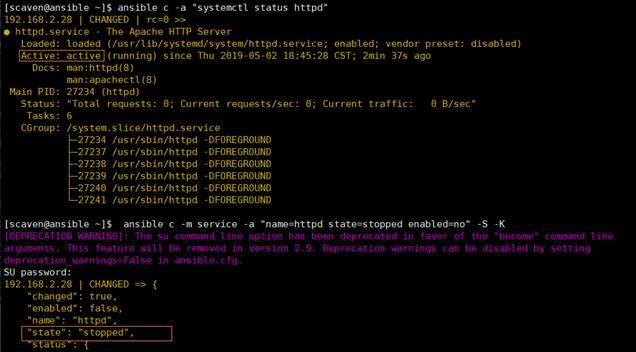 [scaven@ansible ~]$ ansible c -a "systemctl status httpd"
192.168.2.28 | CHANGED | rc=0 >>
● httpd.service - The Apache HTTP Server
   Loaded: loaded (/usr/lib/systemd/system/httpd.service; enabled; vendor preset: disabled)
   Active: active (running) since Thu 2019-05-02 18:45:28 CST; 2min 37s ago
     Docs: man:httpd(8)
           man:apachectl(8)
 Main PID: 27234 (httpd)
   Status: "Total requests: 0; Current requests/sec: 0; Current traffic:   0 B/sec"
    Tasks: 6
   CGroup: /system.slice/httpd.service
           ├─27234 /usr/sbin/httpd -DFOREGROUND
           ├─27237 /usr/sbin/httpd -DFOREGROUND
           ├─27238 /usr/sbin/httpd -DFOREGROUND
           ├─27239 /usr/sbin/httpd -DFOREGROUND
           ├─27240 /usr/sbin/httpd -DFOREGROUND
           └─27241 /usr/sbin/httpd -DFOREGROUND
[scaven@ansible ~]$  ansible c -m service -a "name=httpd state=stopped enabled=no" -S -K
[DEPRECATION WARNING]: The su command line option has been deprecated in favor of the "become" command line
arguments. This feature will be removed in version 2.9. Deprecation warnings can be disabled by setting
deprecation_warnings=False in ansible.cfg.
SU password:
192.168.2.28 | CHANGED => {
    "changed": true,
    "enabled": false,
    "name": "httpd",
    "state": "stopped",
    "status": {